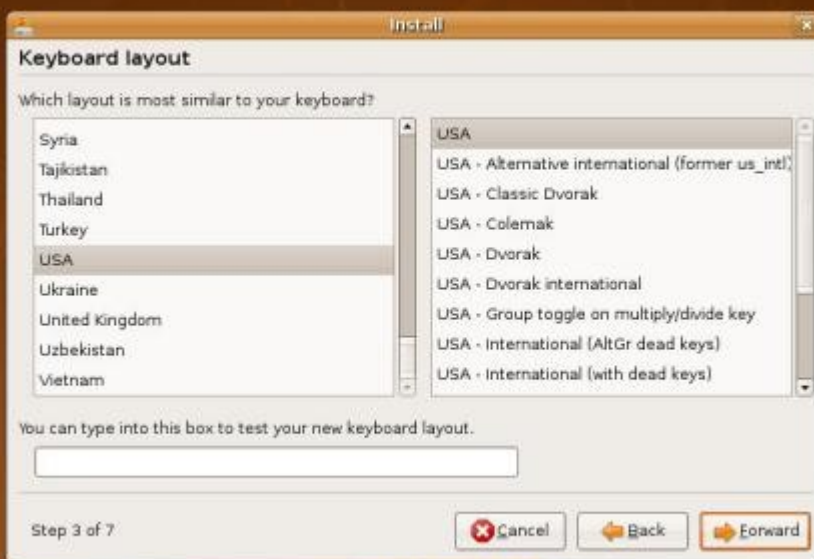 Install
Keyboard layout
Which layout is most similar to your keyboard?
Syria
Tajikistan
Thailand
Turkey
USA
Ukraine
United Kingdom
Uzbekistan
Vietnam
USA
USA - Alternative international (former us_intl)
USA - Classic Dvorak
USA - Colemak
USA - Dvorak
USA - Dvorak international
USA - Group toggle on multiply/divide key
USA - International (AltGr dead keys)
USA - International (with dead keys)
You can type into this box to test your new keyboard layout.
Step 3 of 7
Cancel
Back
Forward